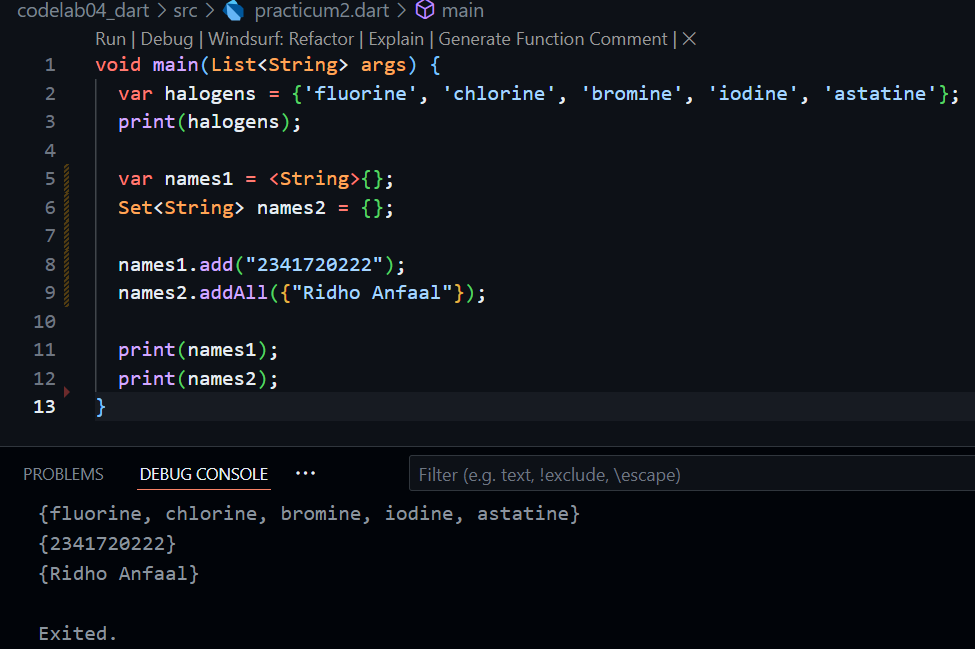 codelab04_dart > src > practicum2.dart > main
Run | Debug | Windsurf: Refactor | Explain | Generate Function Comment | ×
1 void main(List<String> args) {
2 var halogens = {'fluorine', 'chlorine', 'bromine', 'iodine', 'astatine'};
3 print(halogens);
4
5 var names1 = <String>{};
6 Set<String> names2 = {};
7
8 names1.add("2341720222");
9 names2.addAll({"Ridho Anfaal"});
10
11 print(names1);
12 print(names2);
13 }
PROBLEMS DEBUG CONSOLE ··· Filter (e.g. text, !exclude, \escape)
{fluorine, chlorine, bromine, iodine, astatine}
{2341720222}
{Ridho Anfaal}
Exited.